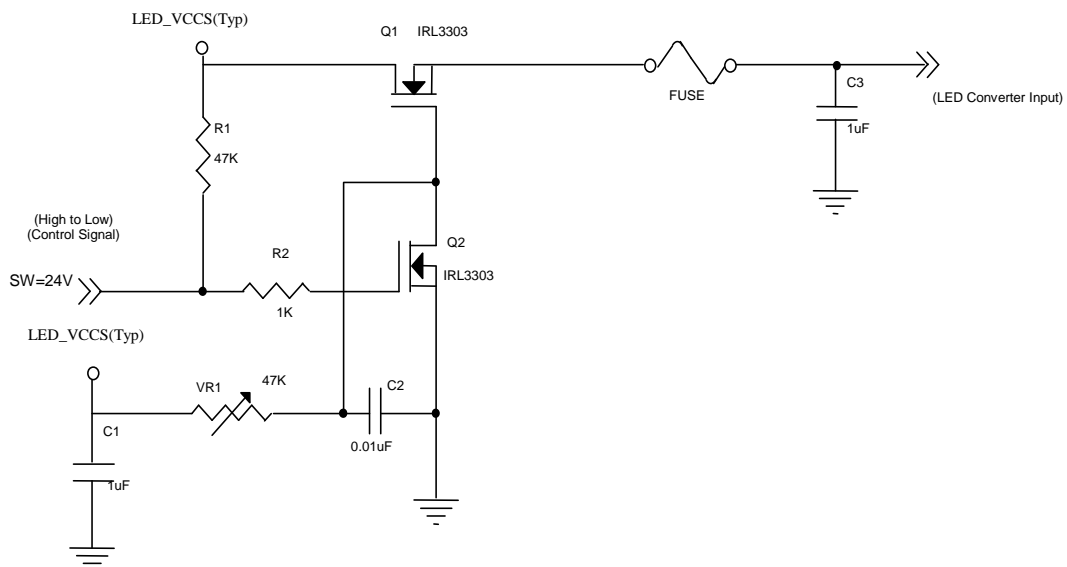 LED_VCCS(Typ)
Q1 IRL3303
FUSE
C3
1uF
(LED Converter Input)
R1
47K
(High to Low)
(Control Signal)
SW=24V
R2
1K
Q2
IRL3303
LED_VCCS(Typ)
VR1
47K
C2
0.01uF
C1
1uF